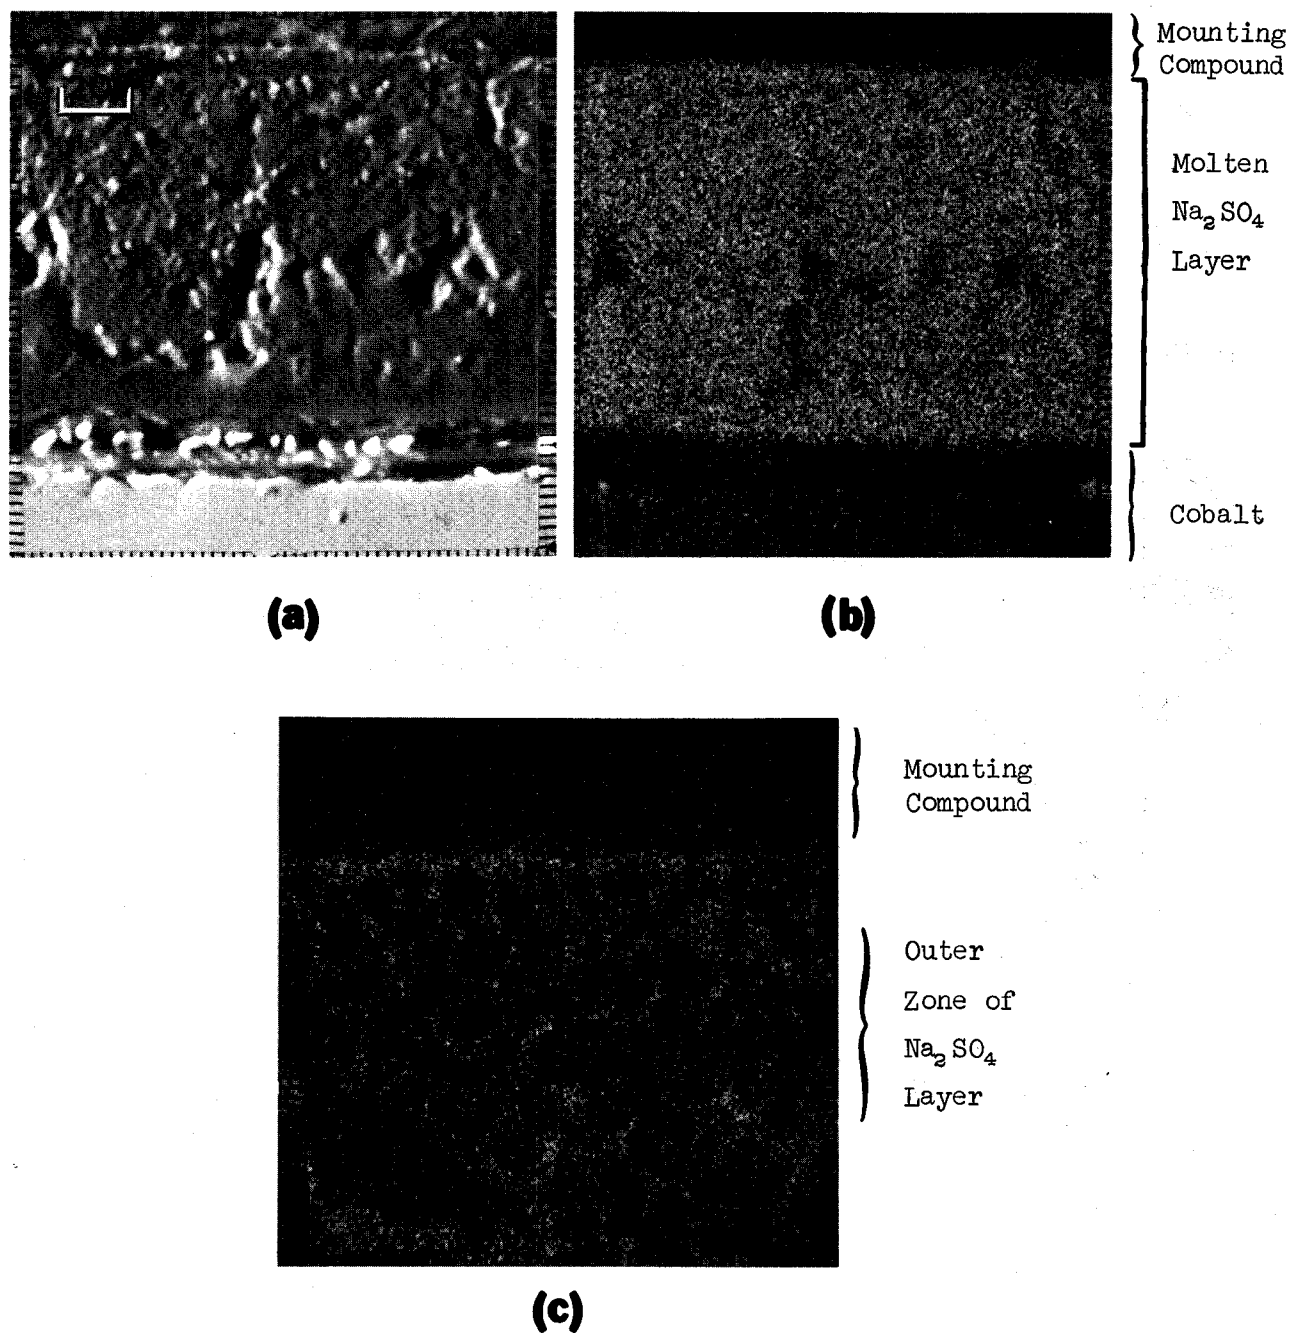 Mounting
Compound
Molten
Na₂SO₄
Layer
Cobalt
(a)
(b)
Mounting
Compound
Outer
Zone of
Na₂SO₄
Layer
(c)